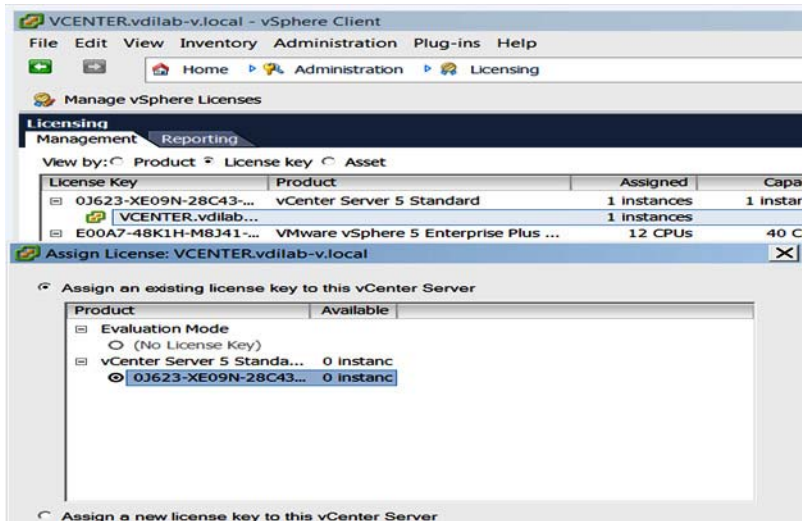 VCENTER.vdilab-v.local - vSphere Client
File Edit View Inventory Administration Plug-ins Help
Home Administration Licensing
Manage vSphere Licenses
Licensing
Management Reporting
View by: Product License key Asset
License Key Product Assigned Capa
0J623-XE09N-28C43-... vCenter Server 5 Standard 1 instances 1 instar
VCENTER.vdilab... 1 instances
E00A7-48K1H-M8J41-... VMware vSphere 5 Enterprise Plus ... 12 CPUs 40 C
Assign License: VCENTER.vdilab-v.local
Assign an existing license key to this vCenter Server
Product Available
Evaluation Mode
(No License Key)
vCenter Server 5 Standa... 0 instanc
0J623-XE09N-28C43... 0 instanc
Assign a new license key to this vCenter Server